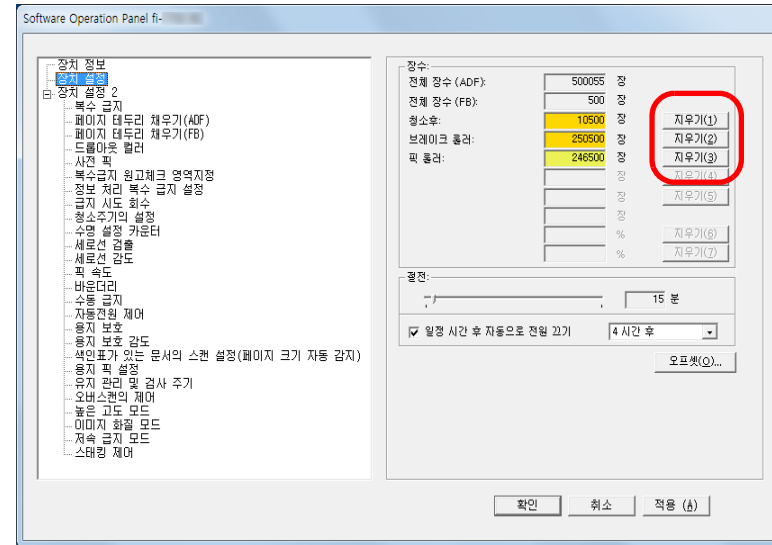 Software Operation Panel fi-
장치 정보
장치 설정
장치 설정 2
복수 급지
페이지 테두리 채우기(ADF)
페이지 테두리 채우기(FB)
드롭아웃 컬러
사전 픽
복수급지 원고체크 영역지정
정보 처리 복수 급지 설정
급지 시도 회수
청소주기의 설정
수명 설정 카운터
세로선 검출
세로선 감도
픽 속도
바운더리
수동 급지
자동전원 제어
용지 보호
용지 보호 감도
색인표가 있는 문서의 스캔 설정(페이지 크기 자동 감지)
용지 픽 설정
유지 관리 및 검사 주기
오버스캔의 제어
높은 고도 모드
이미지 화질 모드
저속 급지 모드
스태킹 제어
장수:
전체 장수 (ADF): 500055 장
전체 장수 (FB): 500 장
청소후: 10500 장 지우기(1)
브레이크 롤러: 250500 장 지우기(2)
픽 롤러: 246500 장 지우기(3)
장 지우기(4)
장 지우기(5)
장
% 지우기(6)
% 지우기(7)
절전:
15 분
일정 시간 후 자동으로 전원 끄기 4 시간 후
오프셋(O)...
확인 취소 적용 (A)